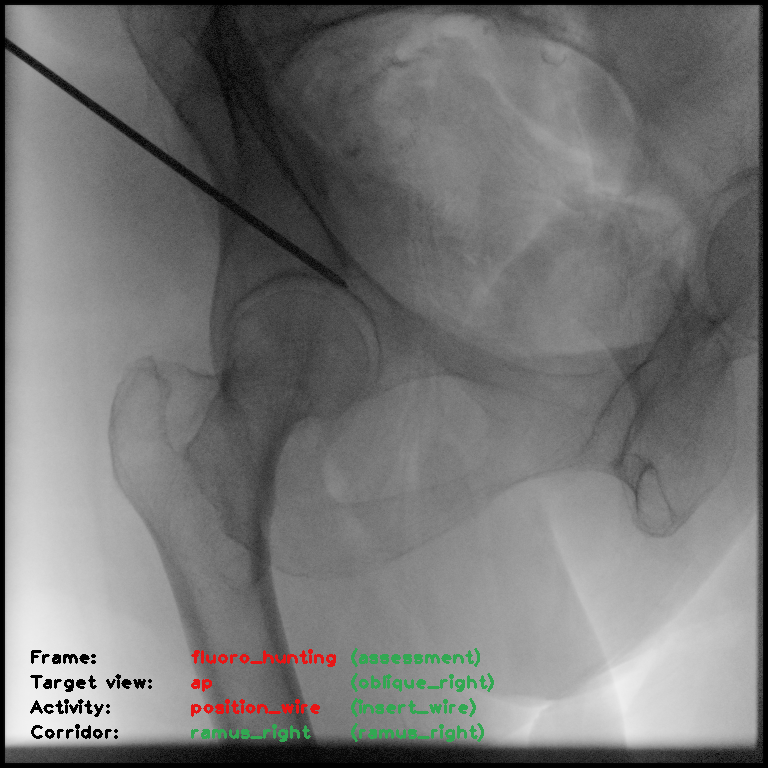 Frame: fluoro_hunting (assessment)
Target view: ap (oblique_right)
Activity: position_wire (insert_wire)
Corridor: ramus_right (ramus_right)